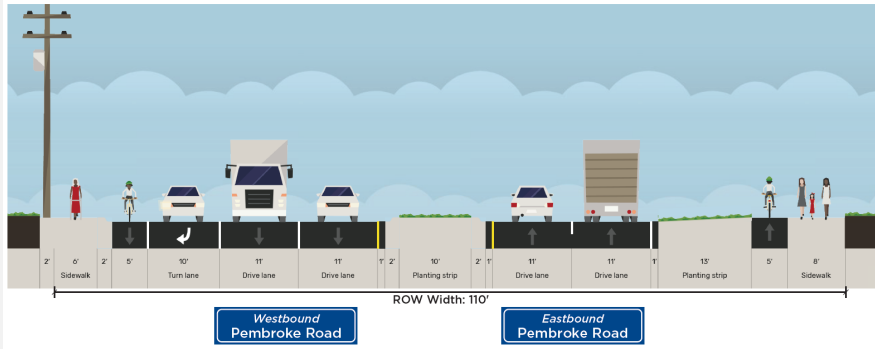 2' 6' 2' 5' 10' 11' 11' 1' 2' 10' 2' 1' 11' 11' 1' 13' 5' 8'
Sidewalk Turn lane Drive lane Drive lane Planting strip Drive lane Drive lane Planting strip Sidewalk
ROW Width: 110'
Westbound
Pembroke Road
Eastbound
Pembroke Road